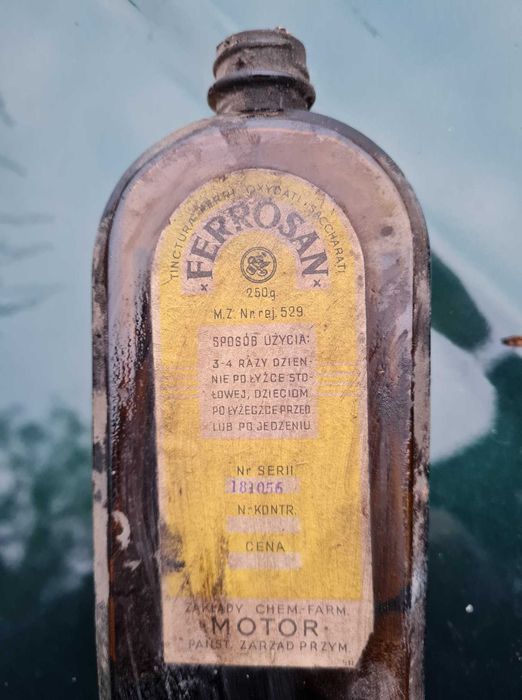 TINCTURA FERRI OXYDATI SACCHARATI
FERROSAN
250g.
M.Z. Nr. rej. 529.
SPOSÓB UŻYCIA:
3-4 RAZY DZIEN-
NIE PO ŁYŻCE STO-
ŁOWEJ, DZIECIOM
PO ŁYŻECZCE PRZED
LUB PO JEDZENIU
Nr SERII
181056
N. KONTR.
CENA
ZAKŁADY CHEM.-FARM.
"MOTOR"
PAŃST. ZARZĄD PRZYM.